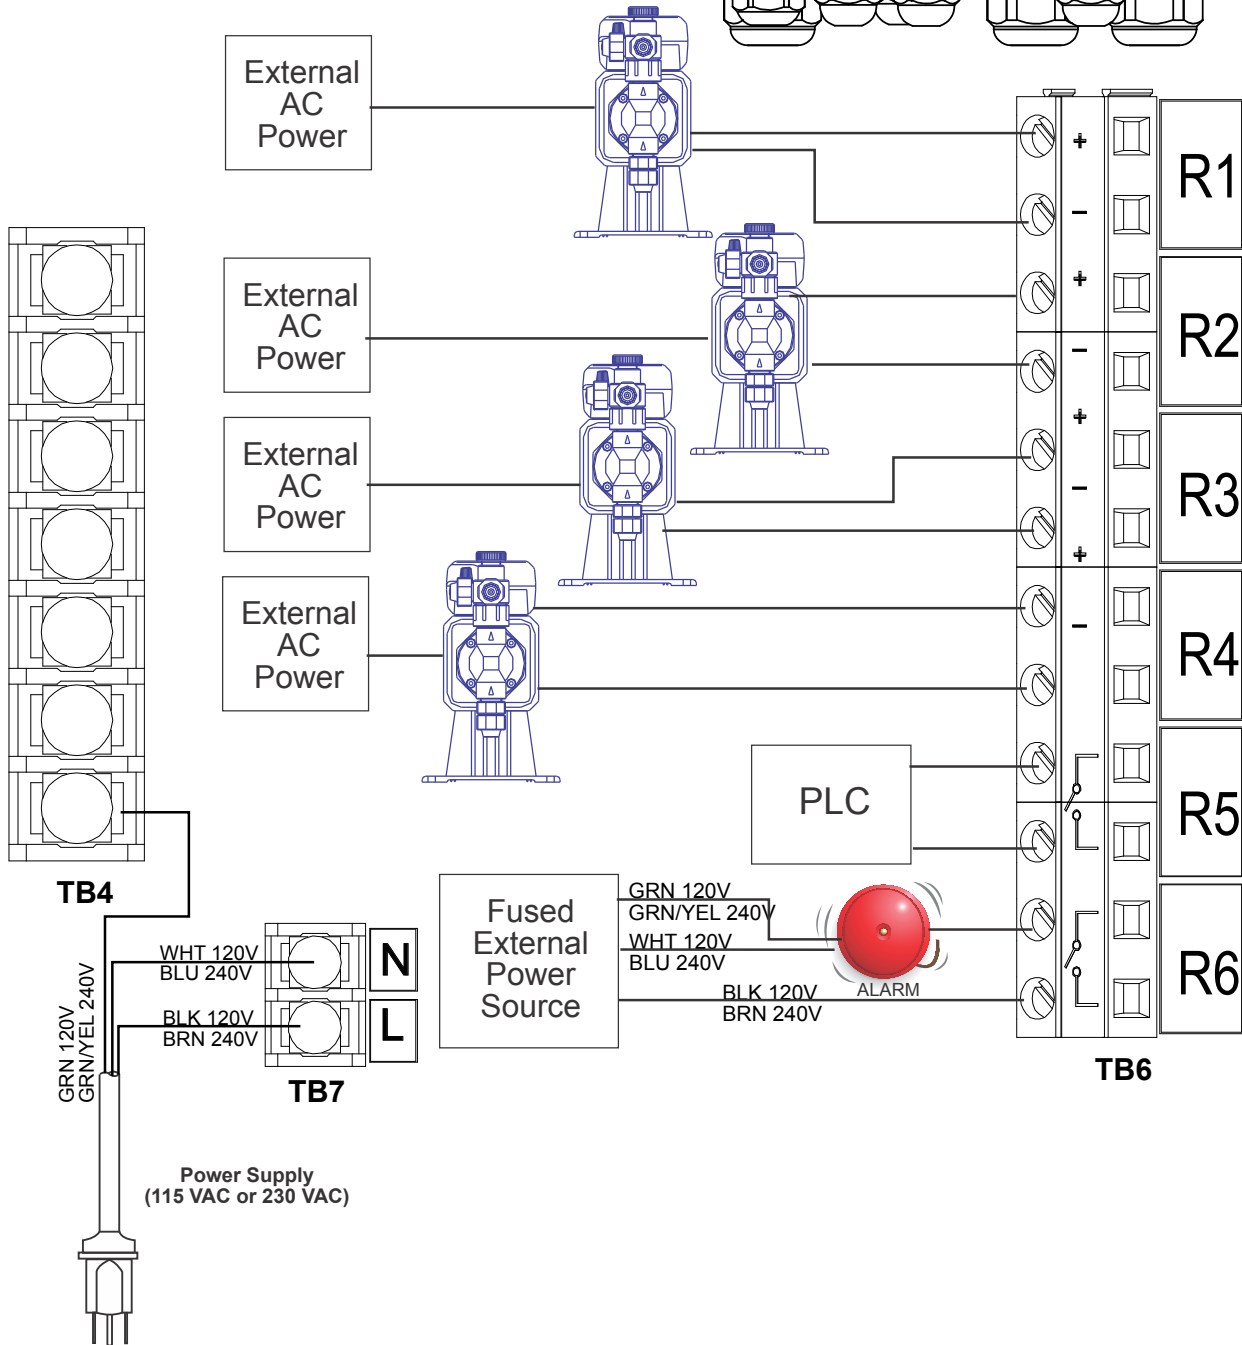 External
AC
Power
+
R1
−
External
AC
Power
+
R2
−
External
AC
Power
+
R3
−
External
AC
Power
+
R4
−
PLC
R5
TB4
Fused
External
Power
Source
GRN 120V
GRN/YEL 240V
WHT 120V
BLU 240V
BLK 120V
BRN 240V
ALARM
R6
TB6
WHT 120V
BLU 240V
N
BLK 120V
BRN 240V
L
TB7
GRN 120V
GRN/YEL 240V
Power Supply
(115 VAC or 230 VAC)